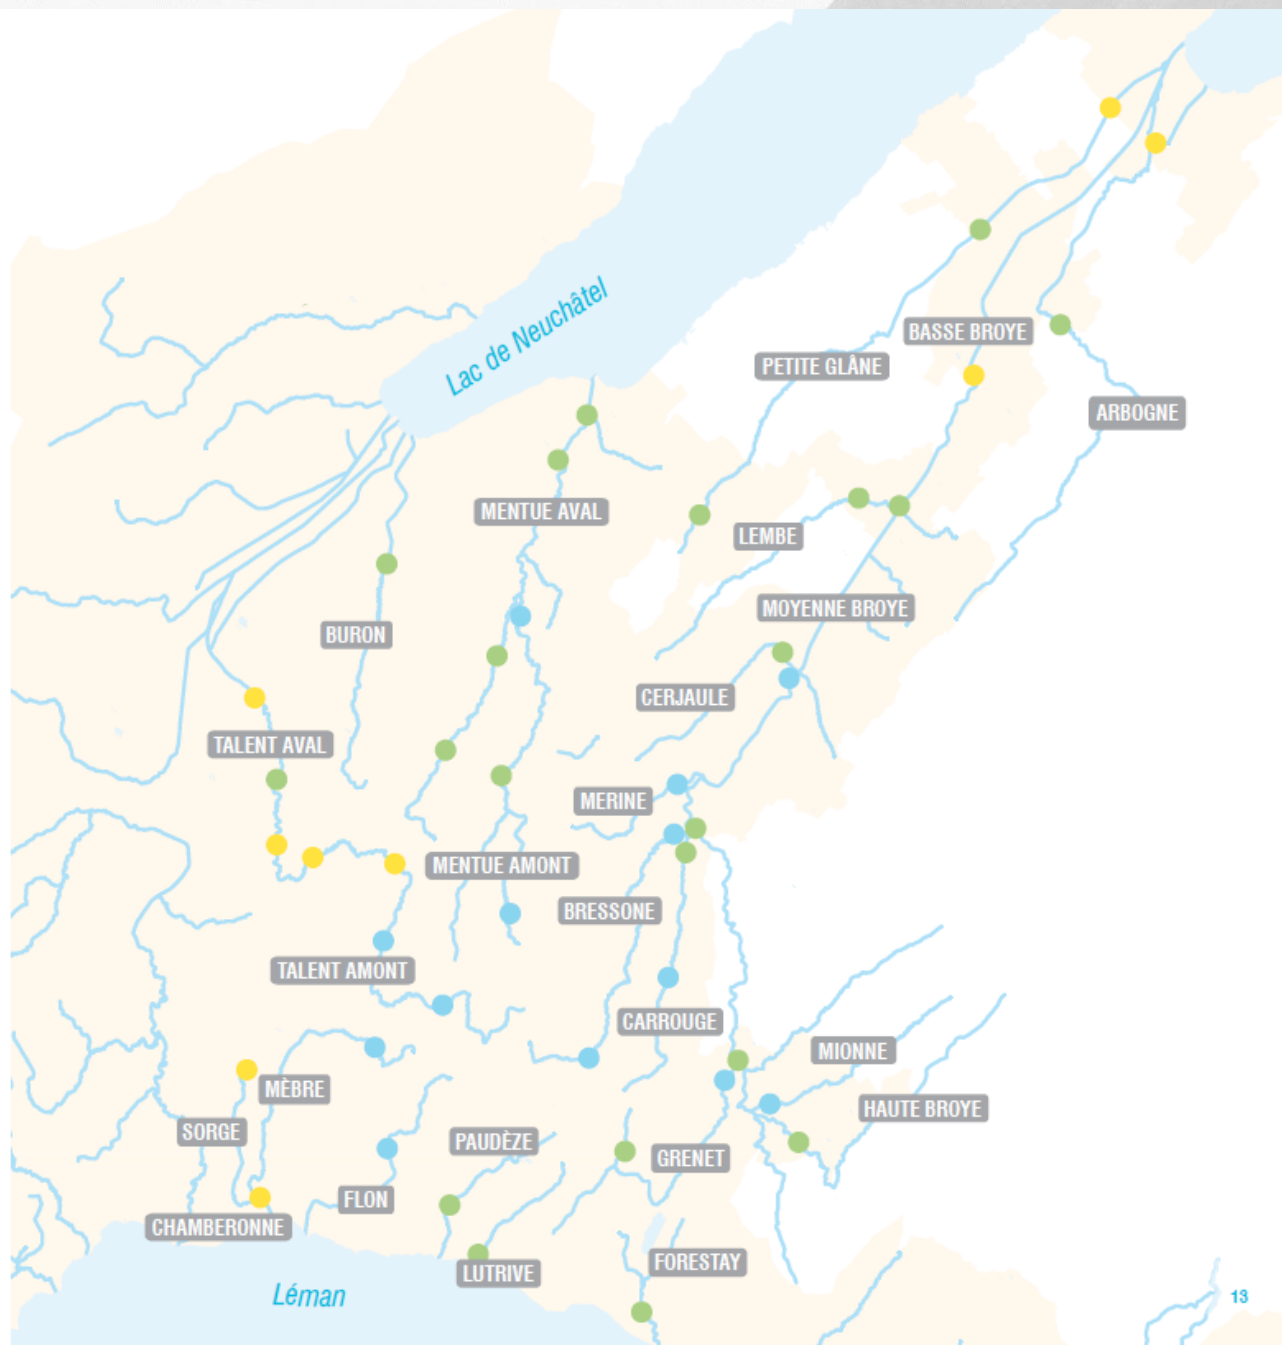 Lac de Neuchâtel
BASSE BROYE
PETITE GLÂNE
ARBOGNE
MENTUE AVAL
LEMBE
MOYENNE BROYE
BURON
CERJAULE
TALENT AVAL
MERINE
MENTUE AMONT
BRESSONE
TALENT AMONT
CARROUGE
MIONNE
MÈBRE
HAUTE BROYE
SORGE
PAUDÈZE
GRENET
FLON
CHAMBERONNE
FORESTAY
LUTRIVE
Léman
13